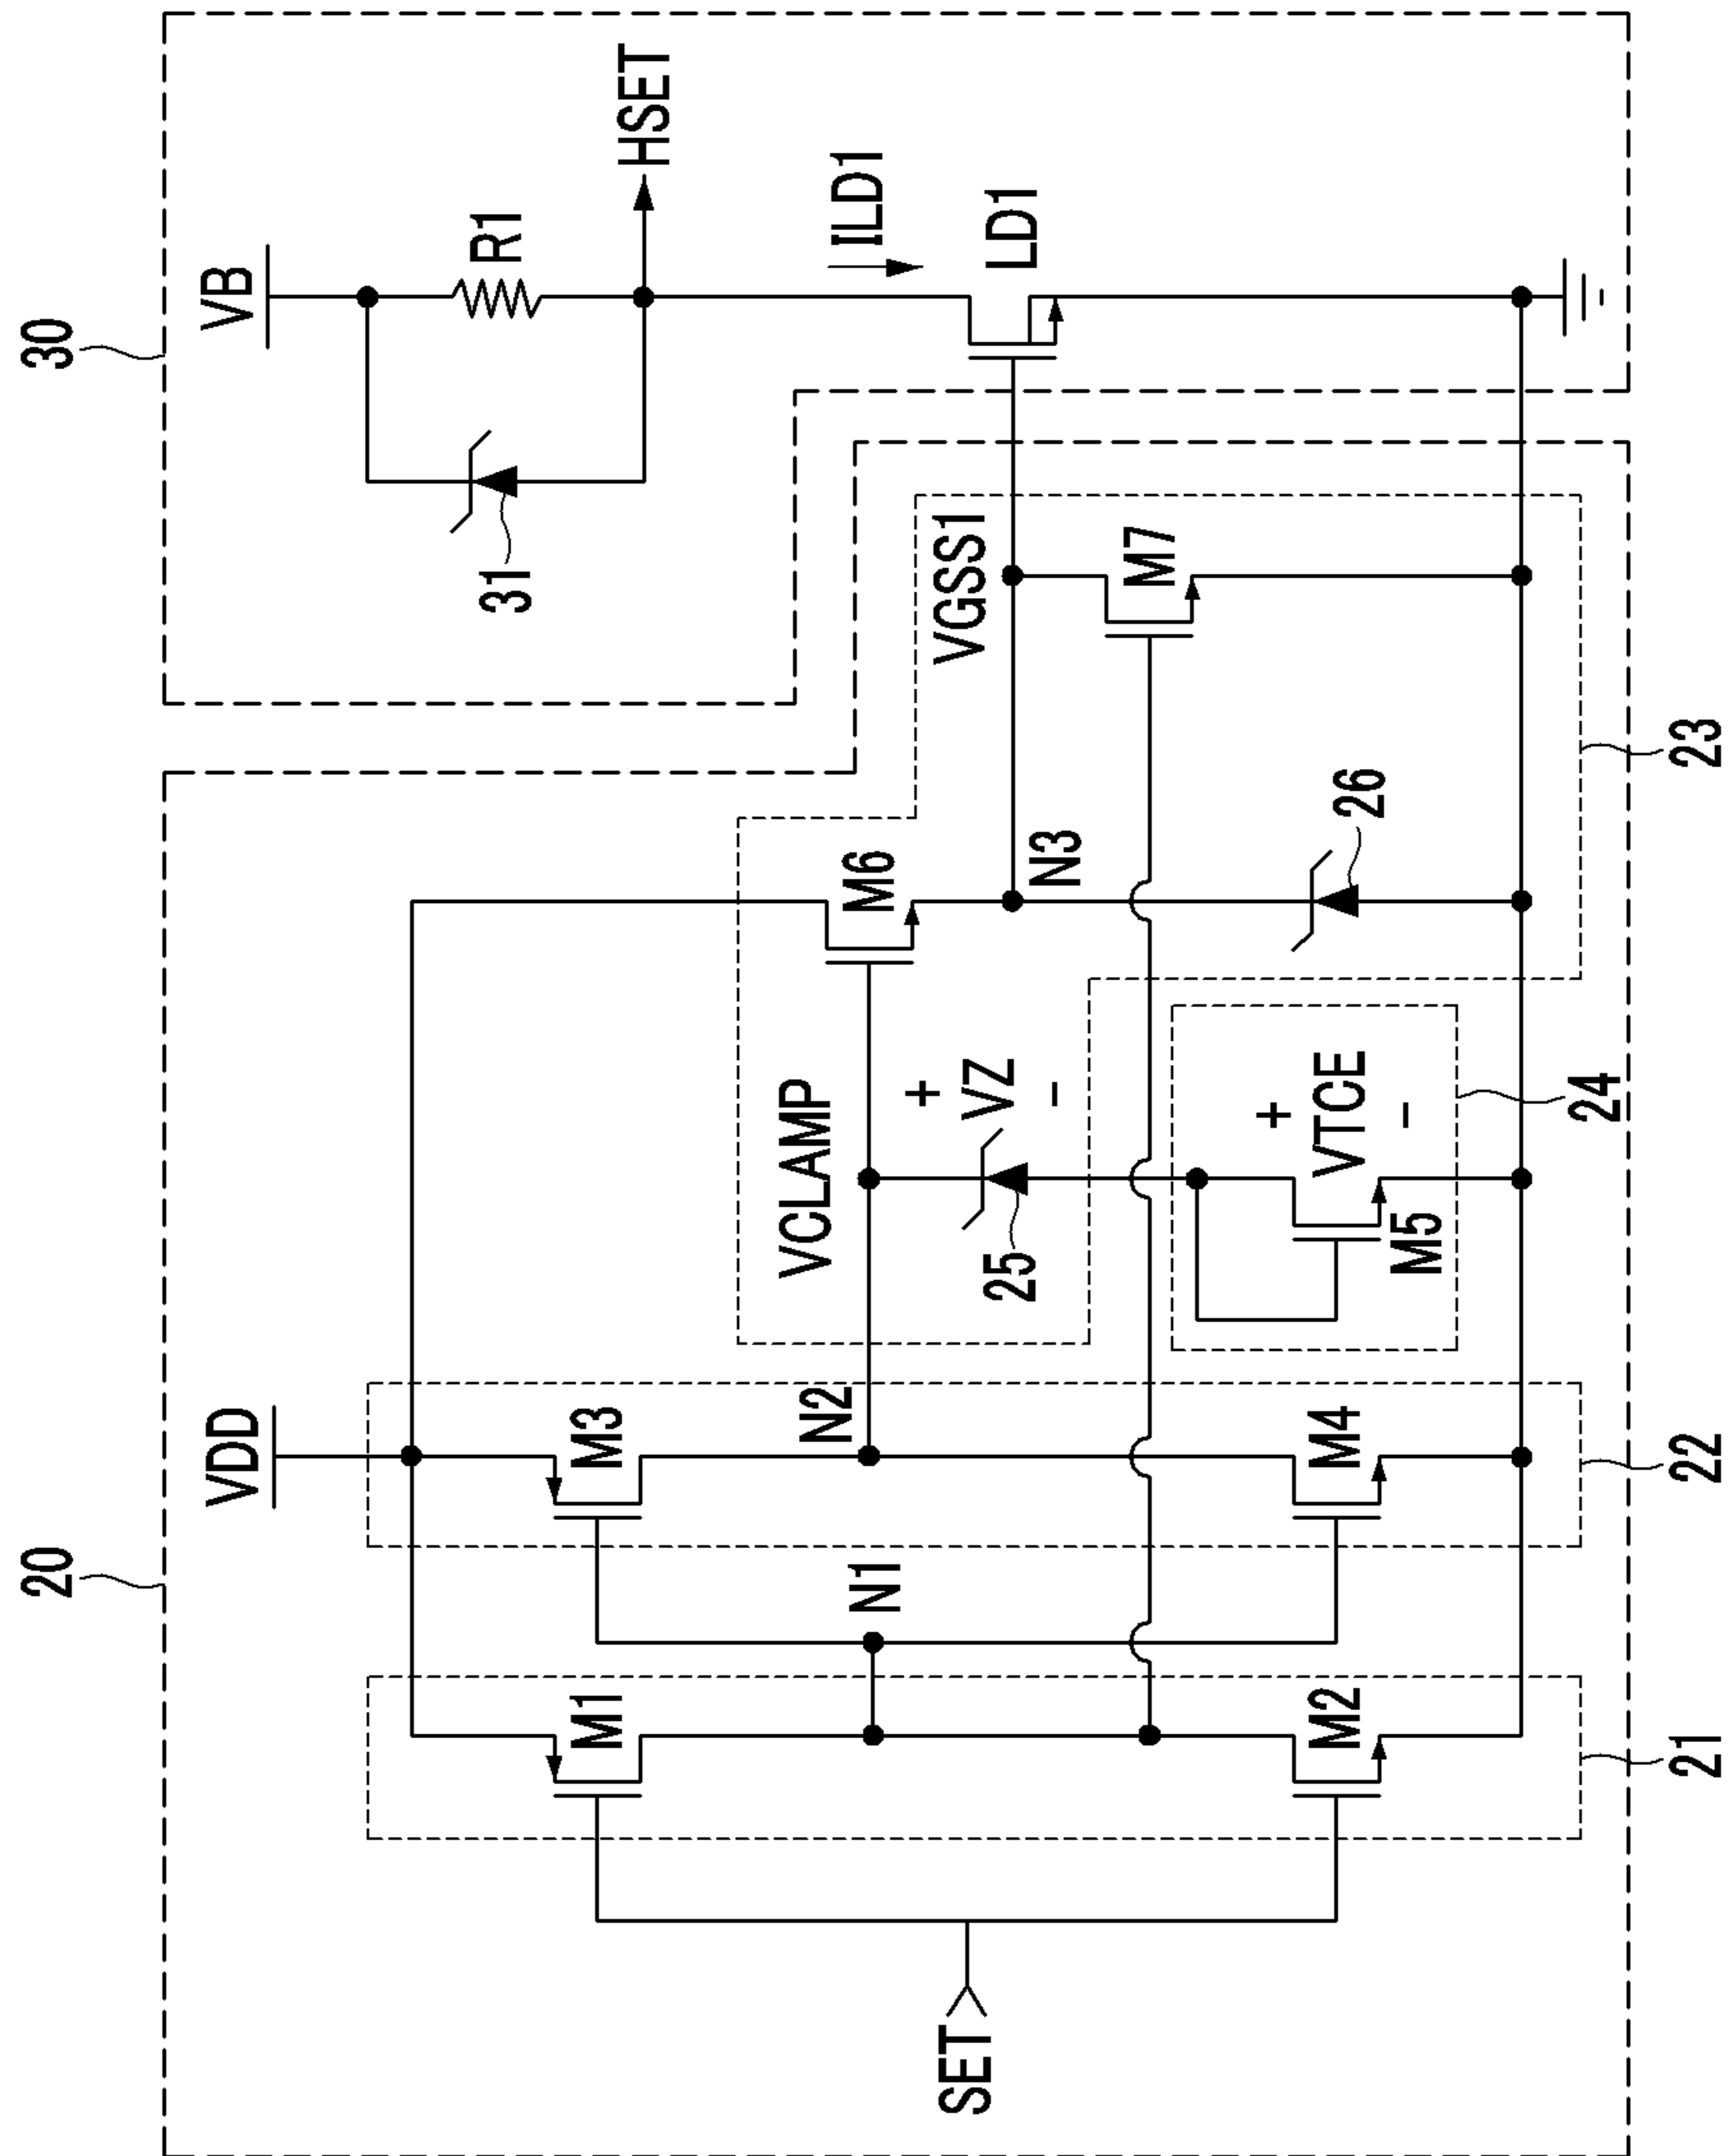 20
30
VDD
VB
31
R1
HSET
M1
M3
N2
VCLAMP
M6
VGSS1
ILD1
LD1
SET
N1
25
+
VZ
-
N3
M7
M2
M4
M5
+
VTCE
-
26
21
22
24
23